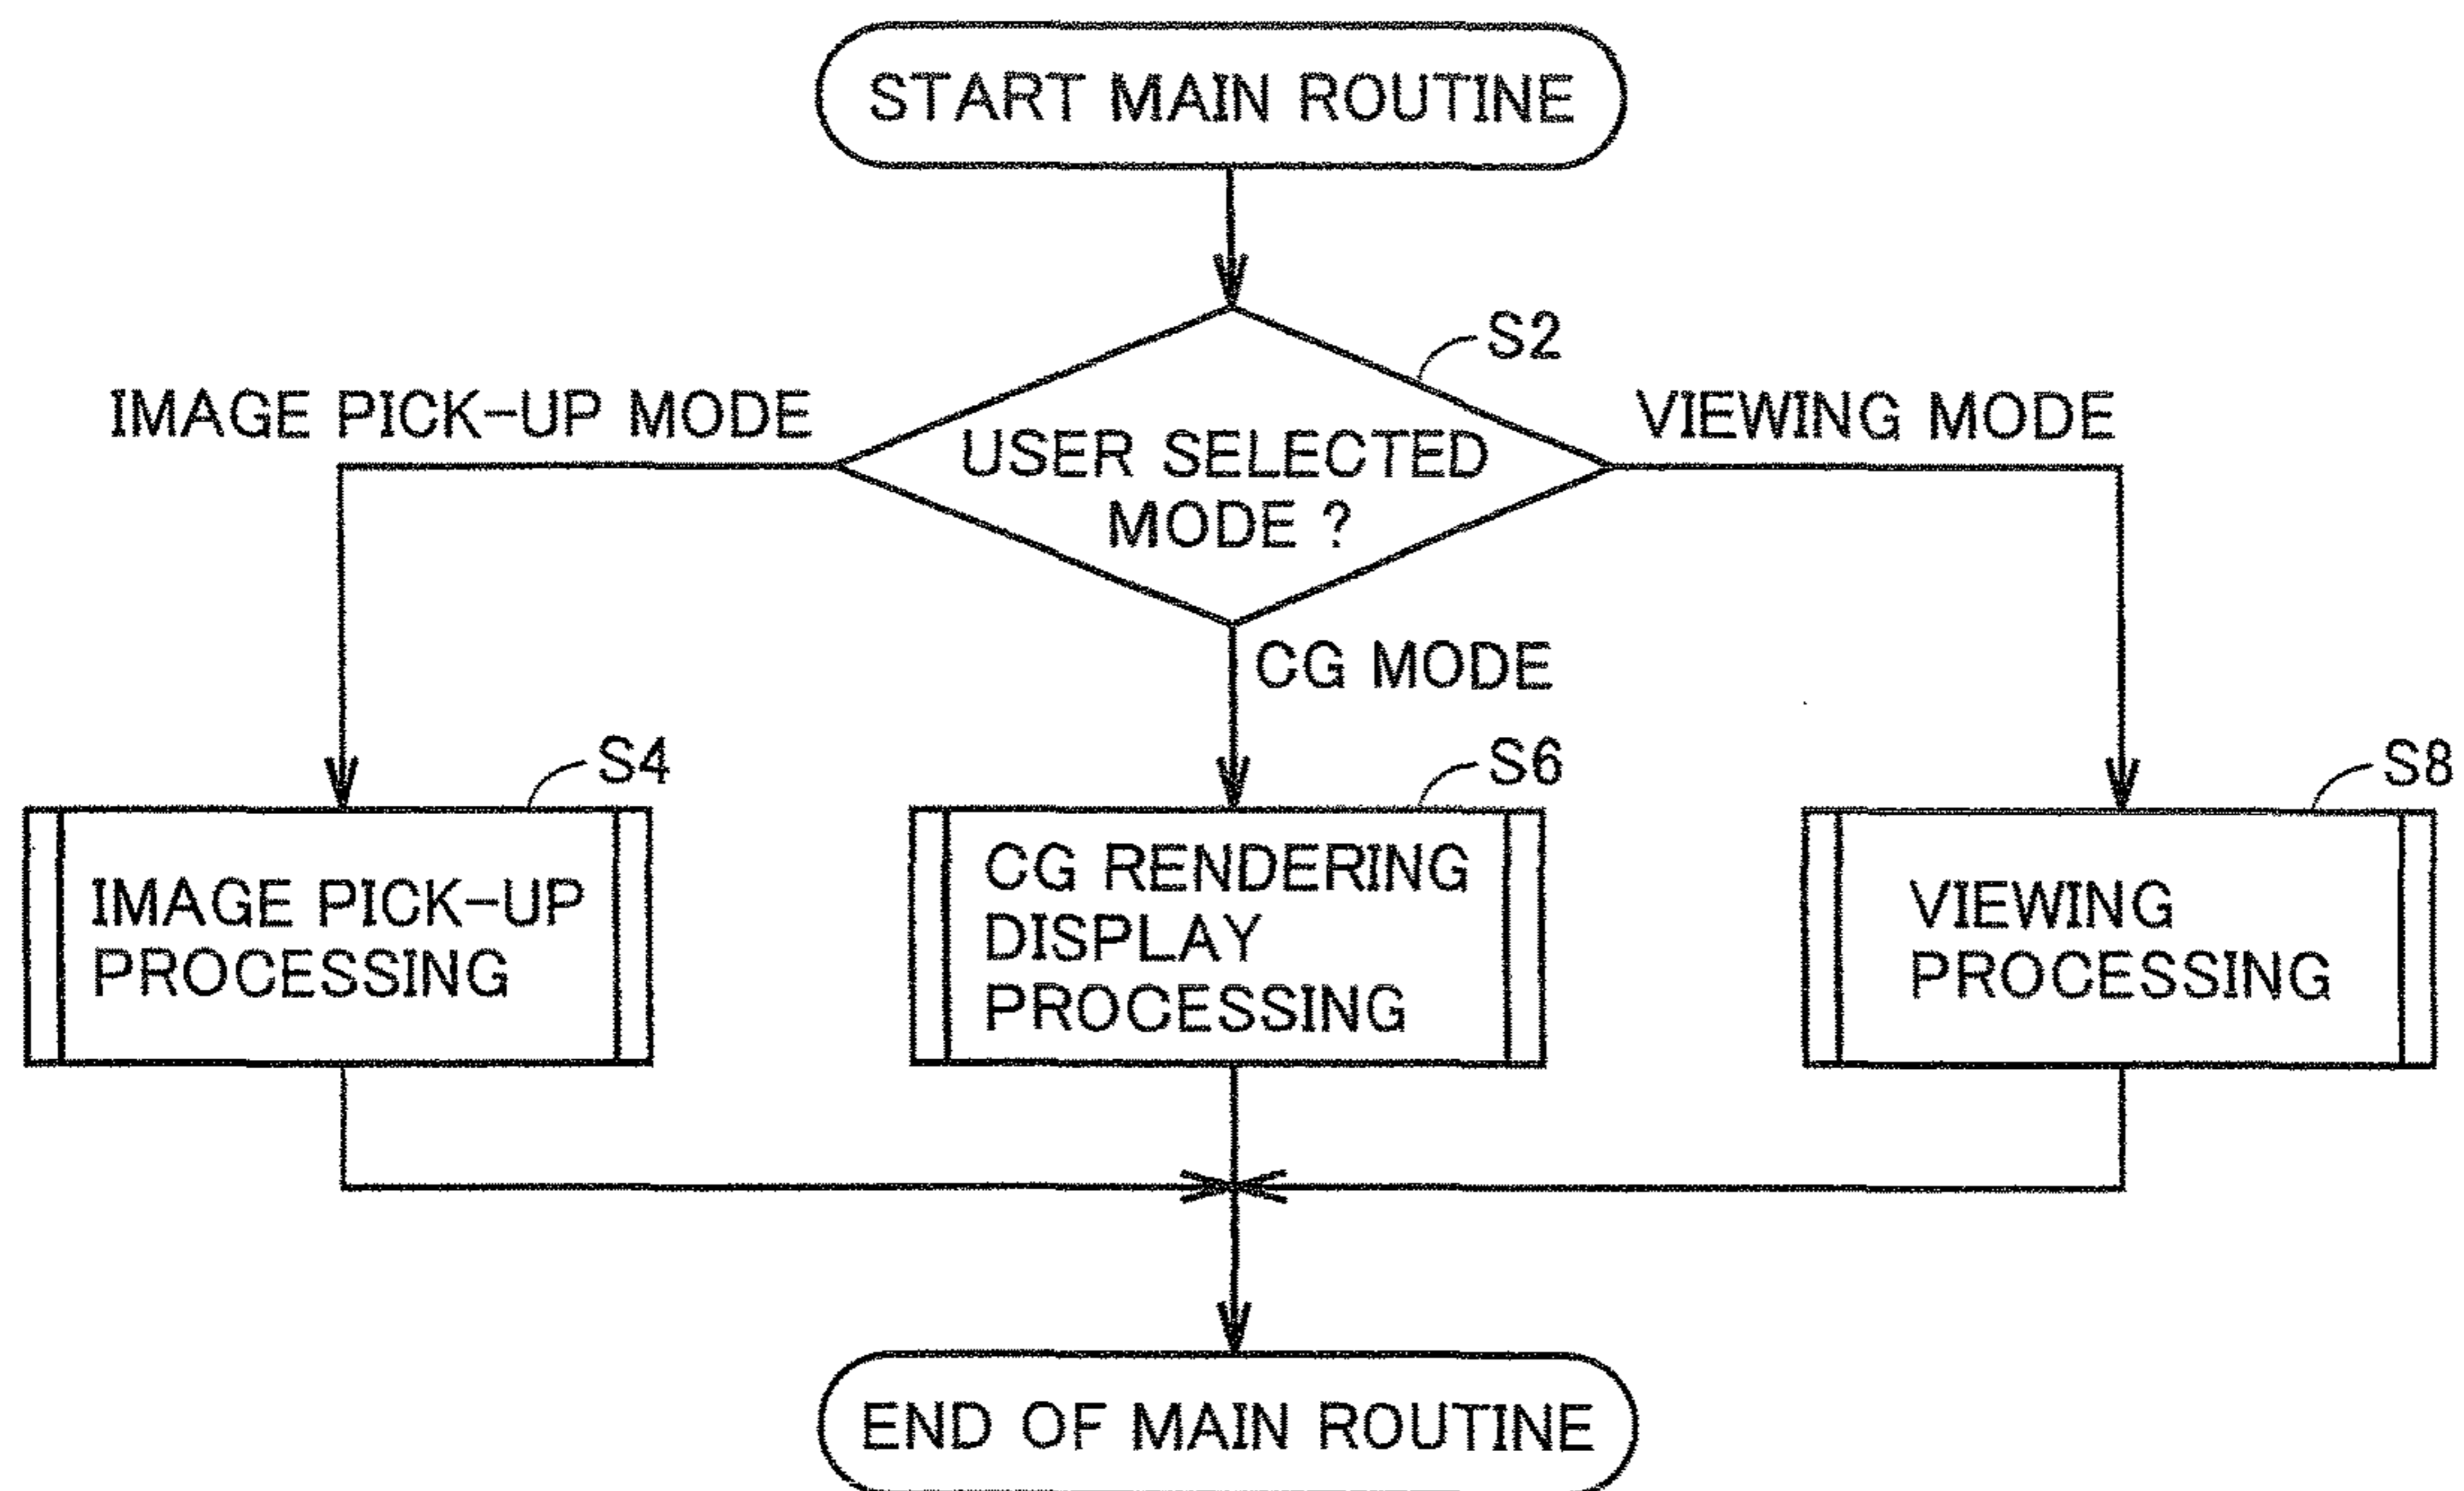 START MAIN ROUTINE
S2
IMAGE PICK-UP MODE
USER SELECTED
MODE ?
VIEWING MODE
CG MODE
S4
IMAGE PICK-UP
PROCESSING
S6
CG RENDERING
DISPLAY
PROCESSING
S8
VIEWING
PROCESSING
END OF MAIN ROUTINE